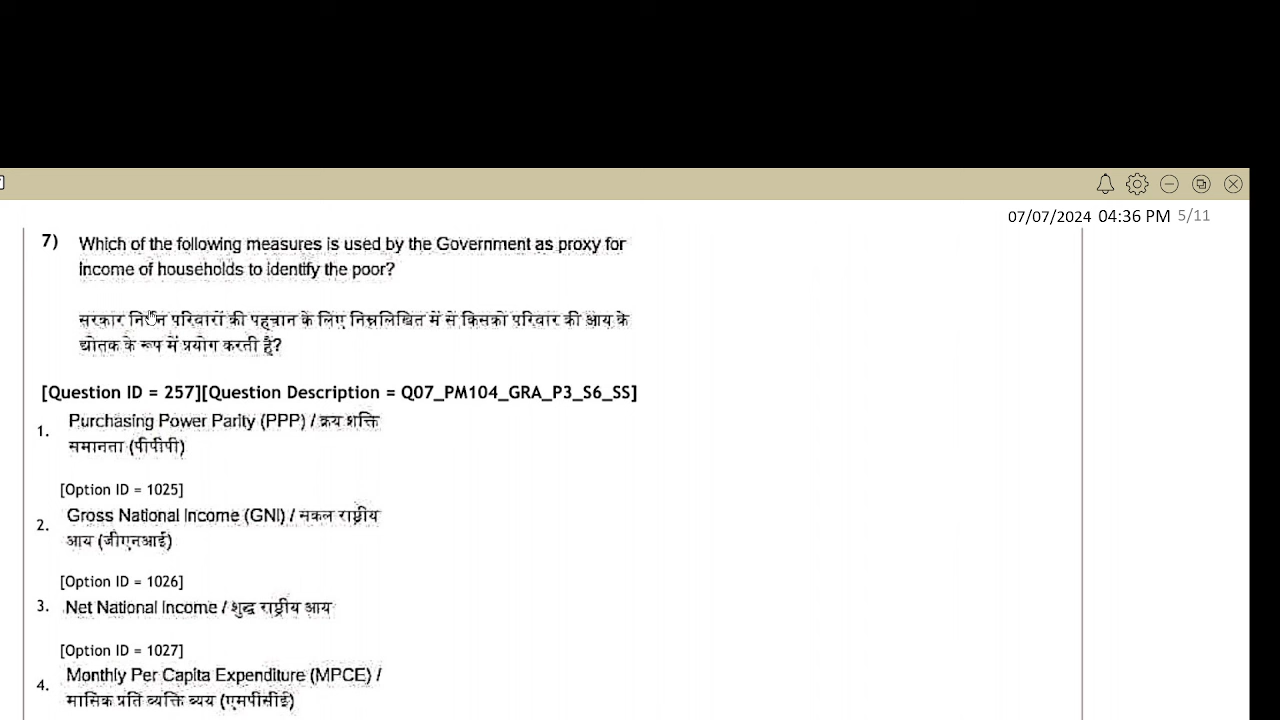 07/07/2024 04:36 PM 5/11
7) Which of the following measures is used by the Government as proxy for
income of households to identify the poor?
सरकार निर्धन परिवारों की पहचान के लिए निम्नलिखित में से किसको परिवार की आय के
द्योतक के रूप में प्रयोग करती है?
[Question ID = 257][Question Description = Q07_PM104_GRA_P3_S6_SS]
1. Purchasing Power Parity (PPP) / क्रय शक्ति
समानता (पीपीपी)
[Option ID = 1025]
2. Gross National Income (GNI) / सकल राष्ट्रीय
आय (जीएनआई)
[Option ID = 1026]
3. Net National Income / शुद्ध राष्ट्रीय आय
[Option ID = 1027]
4. Monthly Per Capita Expenditure (MPCE) /
मासिक प्रति व्यक्ति व्यय (एमपीसीई)